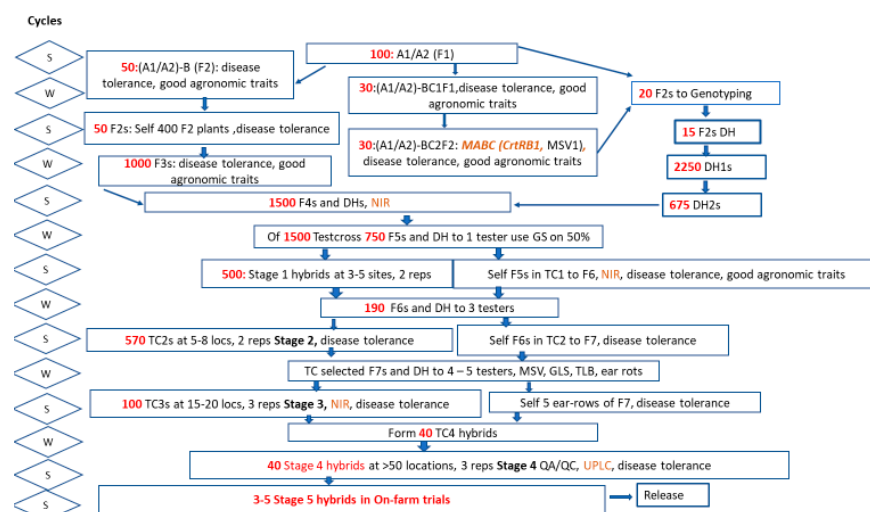 Cycles
S
100: A1/A2 (F1)
50:(A1/A2)-B (F2): disease
tolerance, good agronomic traits
W
30:(A1/A2)-BC1F1,disease tolerance, good
agronomic traits
20 F2s to Genotyping
S
50 F2s: Self 400 F2 plants ,disease tolerance
30:(A1/A2)-BC2F2: MABC (CrtRB1, MSV1),
disease tolerance, good agronomic traits
15 F2s DH
W
1000 F3s: disease tolerance, good
agronomic traits
2250 DH1s
S
1500 F4s and DHs, NIR
675 DH2s
W
Of 1500 Testcross 750 F5s and DH to 1 tester use GS on 50%
S
500: Stage 1 hybrids at 3-5 sites, 2 reps
Self F5s in TC1 to F6, NIR, disease tolerance, good agronomic traits
W
190 F6s and DH to 3 testers
S
570 TC2s at 5-8 locs, 2 reps Stage 2, disease tolerance
Self F6s in TC2 to F7, disease tolerance
W
TC selected F7s and DH to 4 – 5 testers, MSV, GLS, TLB, ear rots
S
100 TC3s at 15-20 locs, 3 reps Stage 3, NIR, disease tolerance
Self 5 ear-rows of F7, disease tolerance
W
Form 40 TC4 hybrids
S
40 Stage 4 hybrids at >50 locations, 3 reps Stage 4 QA/QC, UPLC, disease tolerance
S
3-5 Stage 5 hybrids in On-farm trials
Release